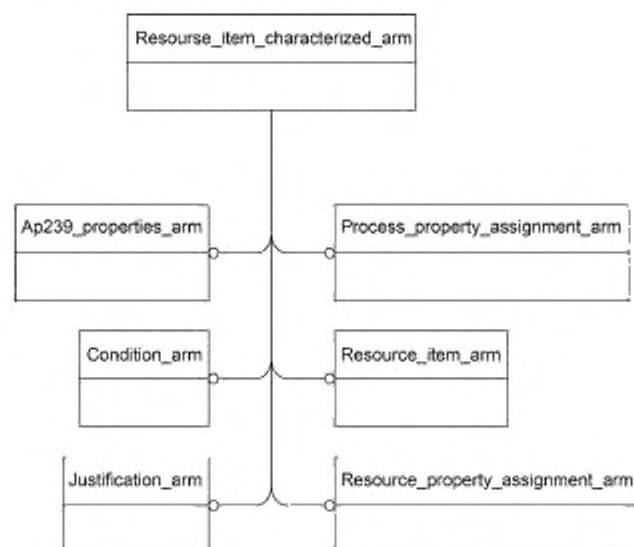 Resourse_item_characterized_arm
Ap239_properties_arm
Process_property_assignment_arm
Condition_arm
Resource_item_arm
Justification_arm
Resource_property_assignment_arm